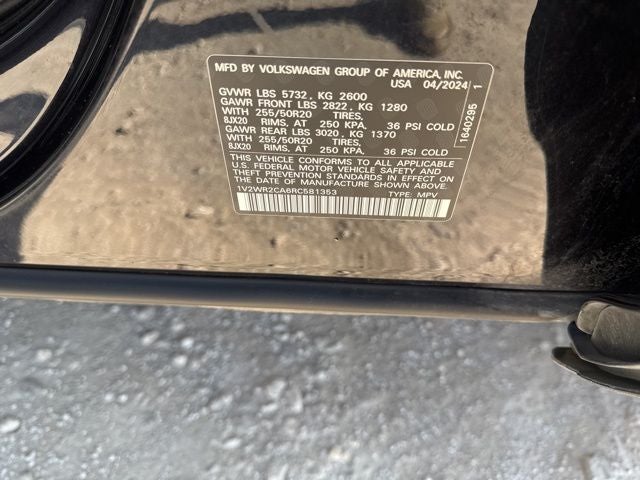 MFD BY VOLKSWAGEN GROUP OF AMERICA, INC.
USA 04/2024
GVWR LBS 5732 , KG 2600
GAWR FRONT LBS 2822 , KG 1280
WITH 255/50R20 TIRES,
8JX20 RIMS, AT 250 KPA, 36 PSI COLD
GAWR REAR LBS 3020 , KG 1370
WITH 255/50R20 TIRES,
8JX20 RIMS, AT 250 KPA, 36 PSI COLD
THIS VEHICLE CONFORMS TO ALL APPLICABLE
U.S. FEDERAL MOTOR VEHICLE SAFETY AND
THEFT PREVENTION STANDARDS IN EFFECT ON
THE DATE OF MANUFACTURE SHOWN ABOVE.
1V2WR2CA6RC581353 TYPE: MPV
1640295 1